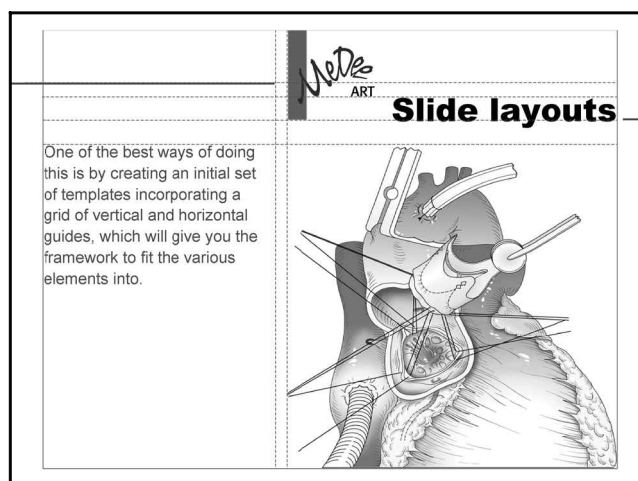 MeDeo
ART
Slide layouts
One of the best ways of doing
this is by creating an initial set
of templates incorporating a
grid of vertical and horizontal
guides, which will give you the
framework to fit the various
elements into.